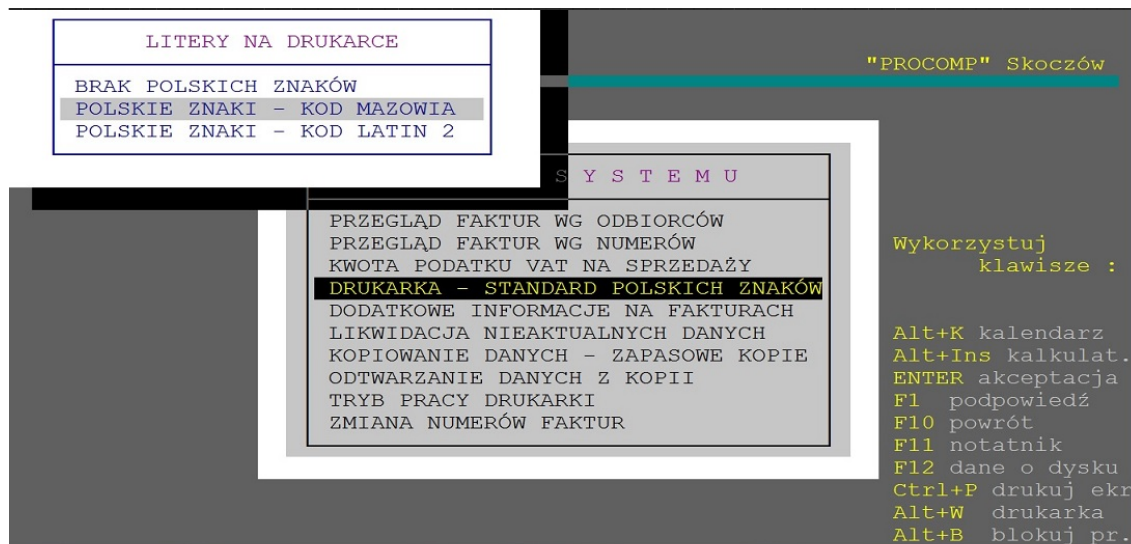 LITERY NA DRUKARCE
BRAK POLSKICH ZNAKÓW
POLSKIE ZNAKI - KOD MAZOWIA
POLSKIE ZNAKI - KOD LATIN 2
"PROCOMP" Skoczów
S Y S T E M U
PRZEGLĄD FAKTUR WG ODBIORCÓW
PRZEGLĄD FAKTUR WG NUMERÓW
KWOTA PODATKU VAT NA SPRZEDAŻY
DRUKARKA - STANDARD POLSKICH ZNAKÓW
DODATKOWE INFORMACJE NA FAKTURACH
LIKWIDACJA NIEAKTUALNYCH DANYCH
KOPIOWANIE DANYCH - ZAPASOWE KOPIE
ODTWARZANIE DANYCH Z KOPII
TRYB PRACY DRUKARKI
ZMIANA NUMERÓW FAKTUR
Wykorzystuj
klawisze :
Alt+K kalendarz
Alt+Ins kalkulat.
ENTER akceptacja
F1 podpowiedź
F10 powrót
F11 notatnik
F12 dane o dysku
Ctrl+P drukuj ekr
Alt+W drukarka
Alt+B blokuj pr.